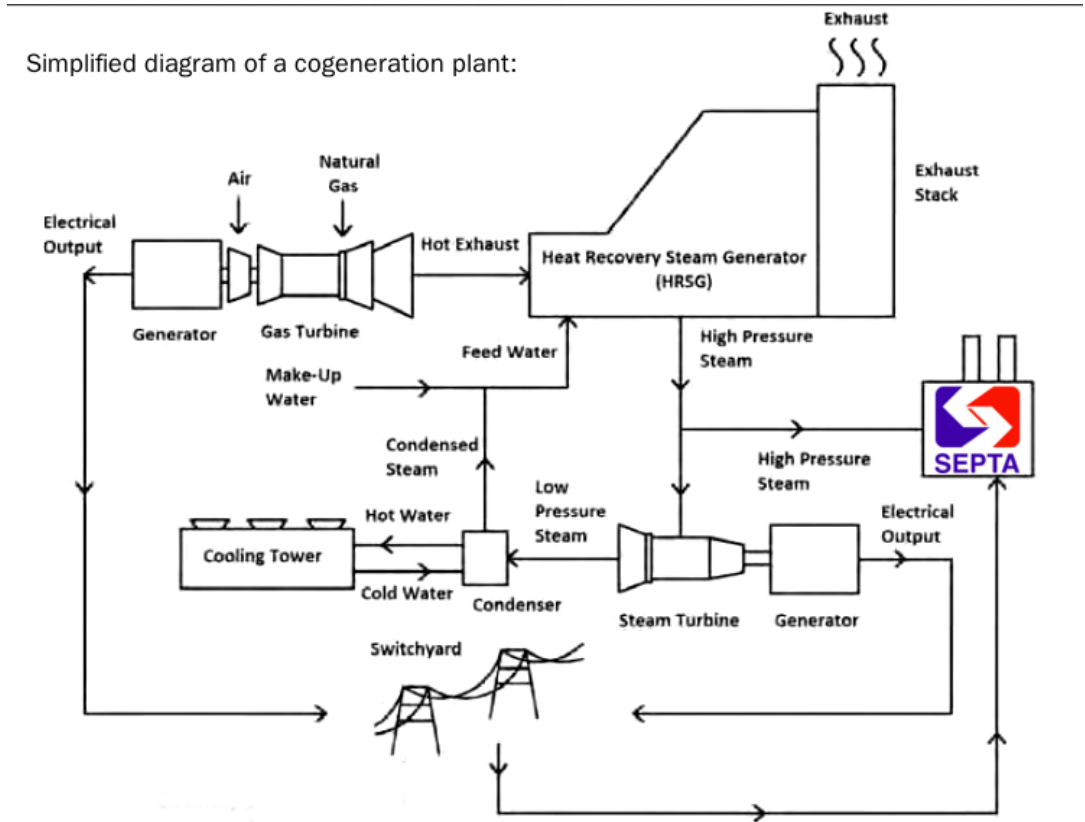 Exhaust
Simplified diagram of a cogeneration plant:
Natural
Gas
Air
Exhaust
Stack
Electrical
Output
Hot Exhaust
Heat Recovery Steam Generator
(HRSG)
Generator
Gas Turbine
High Pressure
Steam
Feed Water
Make-Up
Water
Condensed
Steam
High Pressure
Steam
SEPTA
Low
Pressure
Steam
Electrical
Output
Hot Water
Cooling Tower
Cold Water
Condenser
Steam Turbine
Generator
Switchyard